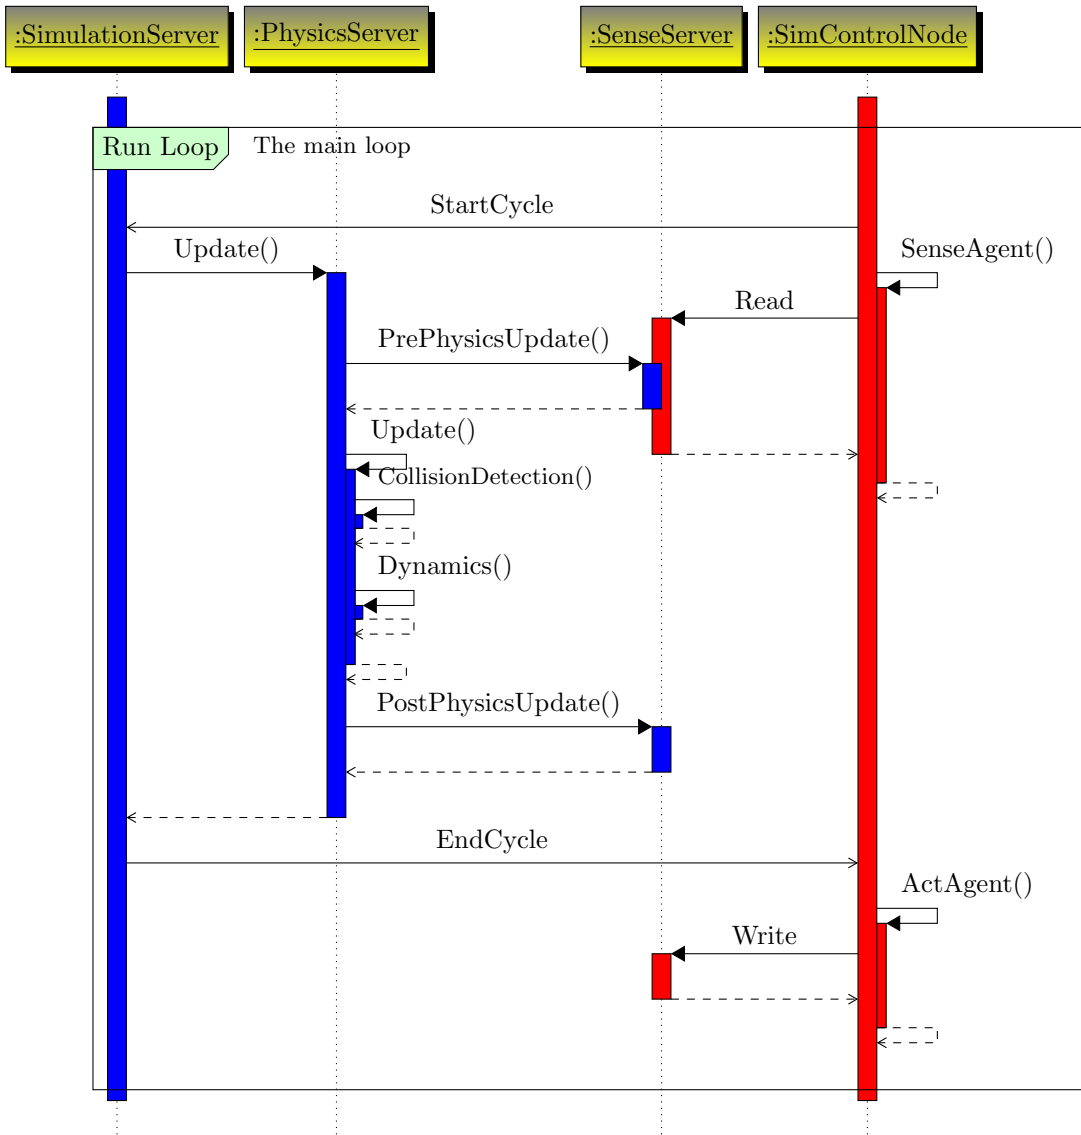 :SimulationServer
:PhysicsServer
:SenseServer
:SimControlNode
Run Loop
The main loop
StartCycle
Update()
SenseAgent()
Read
PrePhysicsUpdate()
Update()
CollisionDetection()
Dynamics()
PostPhysicsUpdate()
EndCycle
ActAgent()
Write